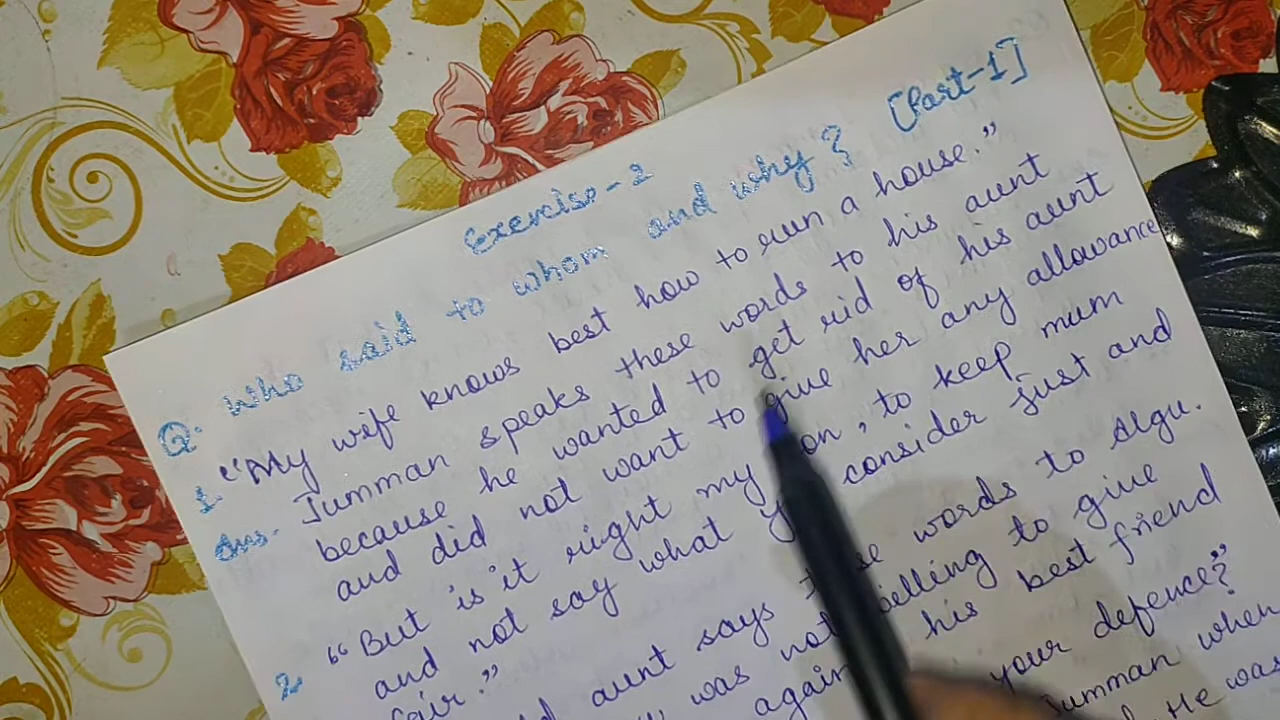 Exercise-2
Q. Who said to whom and why? [Part-1]
1. "My wife knows best how to run a house."
Ans- Jumman speaks these words to his aunt
because he wanted to get rid of his aunt
and did not want to give her any allowance
2. "But is it right my on, to keep mum
and not say what consider just and
fair."
aunt says words to Algu.
was not willing to give
again his best friend
your defence?"
Jumman when
He was